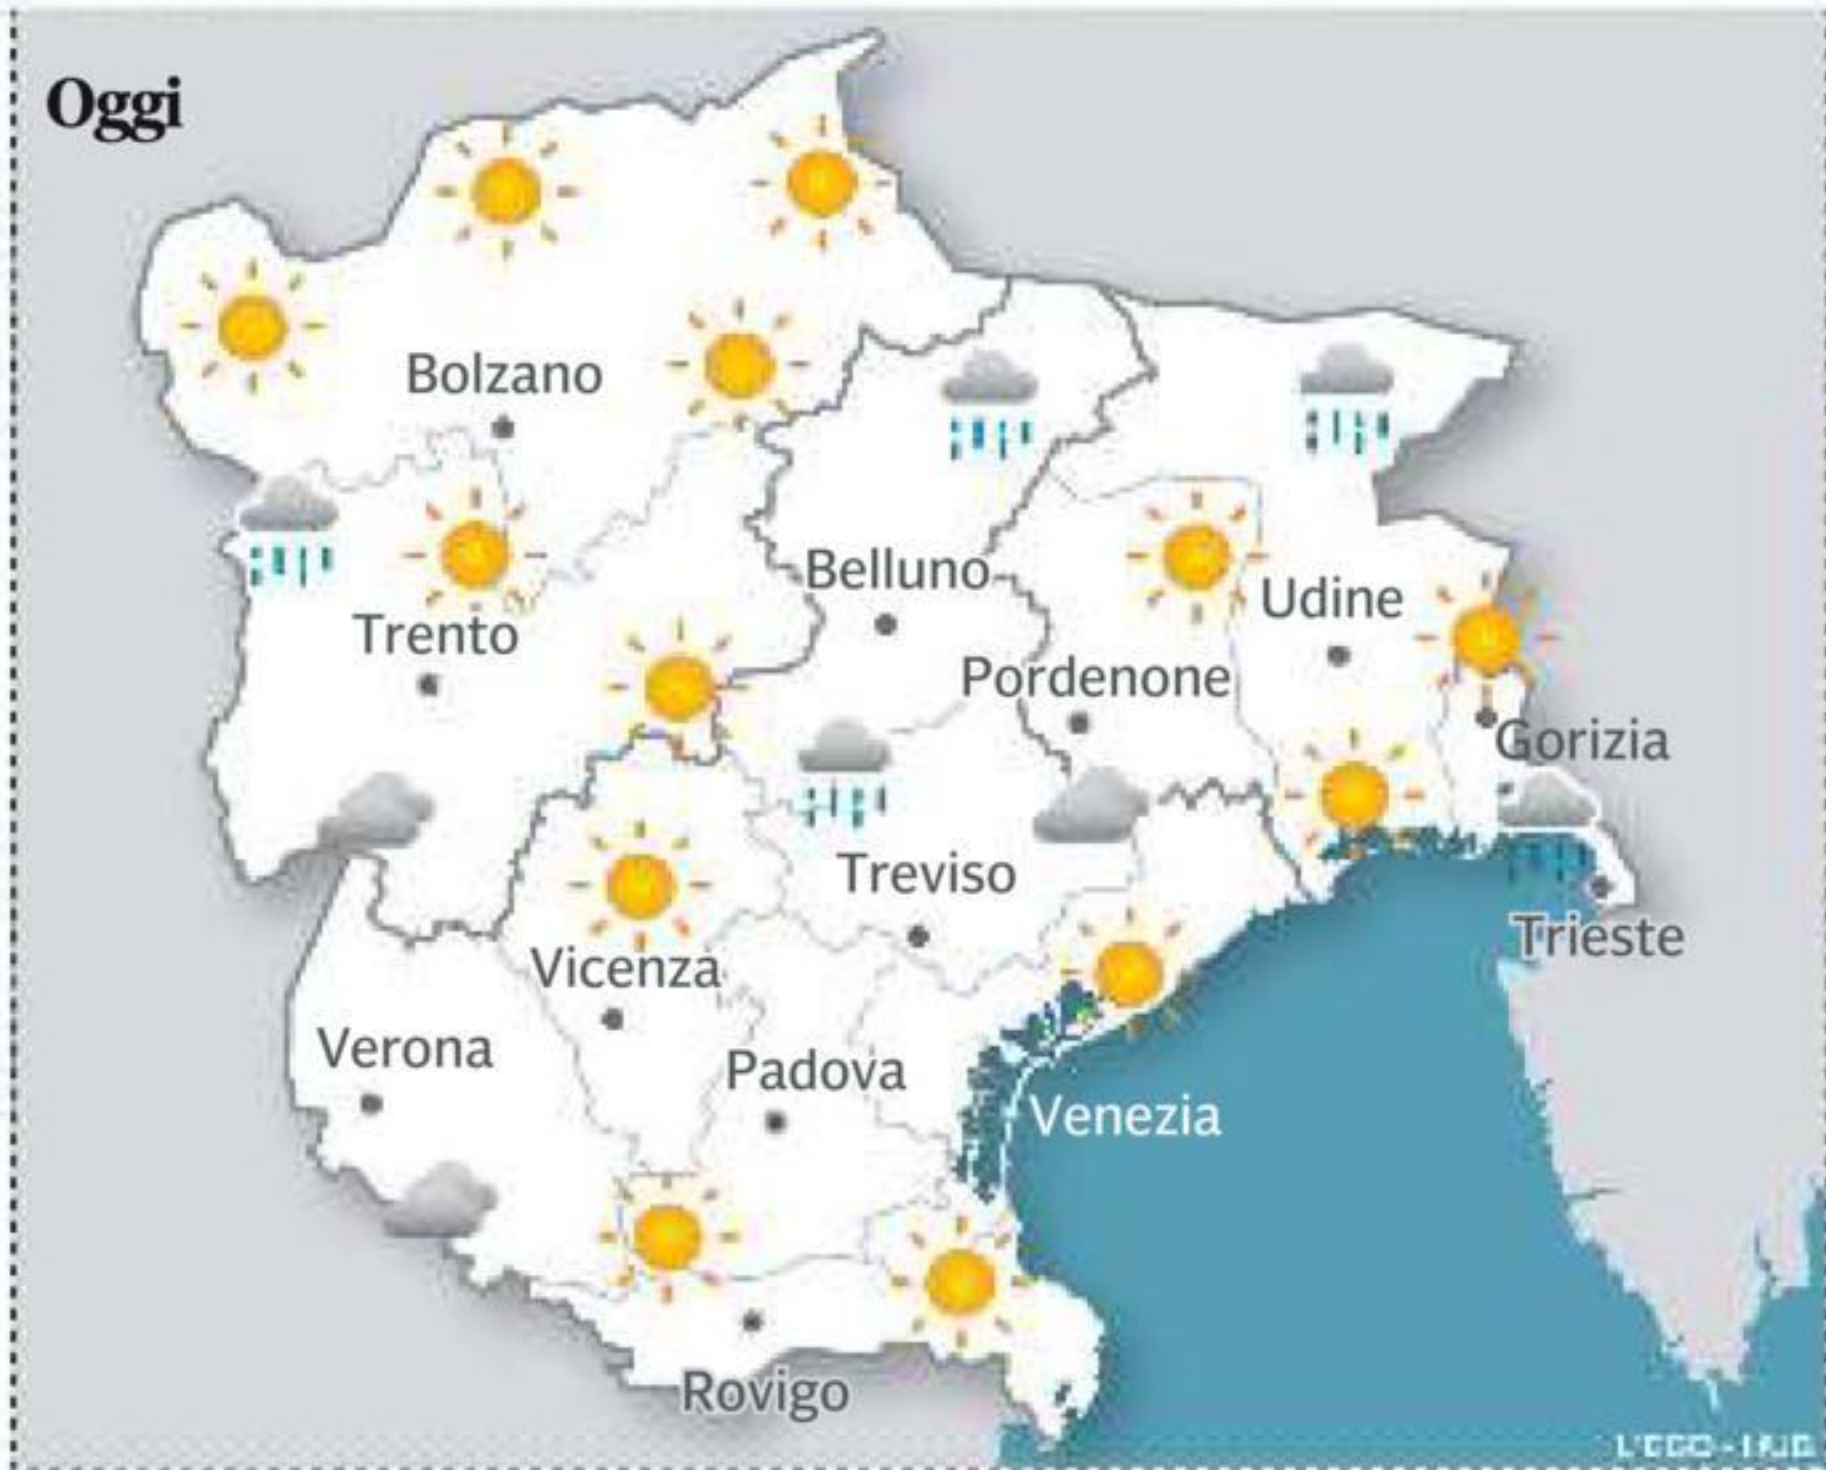 Oggi
Bolzano
Belluno
Udine
Trento
Pordenone
Gorizia
Treviso
Trieste
Vicenza
Verona
Padova
Venezia
Rovigo